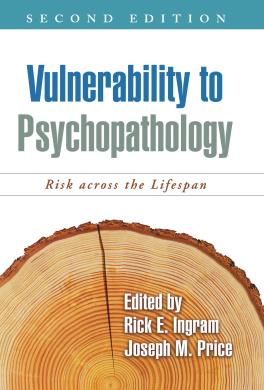 SECOND EDITION
Vulnerability to
Psychopathology
Risk across the Lifespan
Edited by
Rick E. Ingram
Joseph M. Price